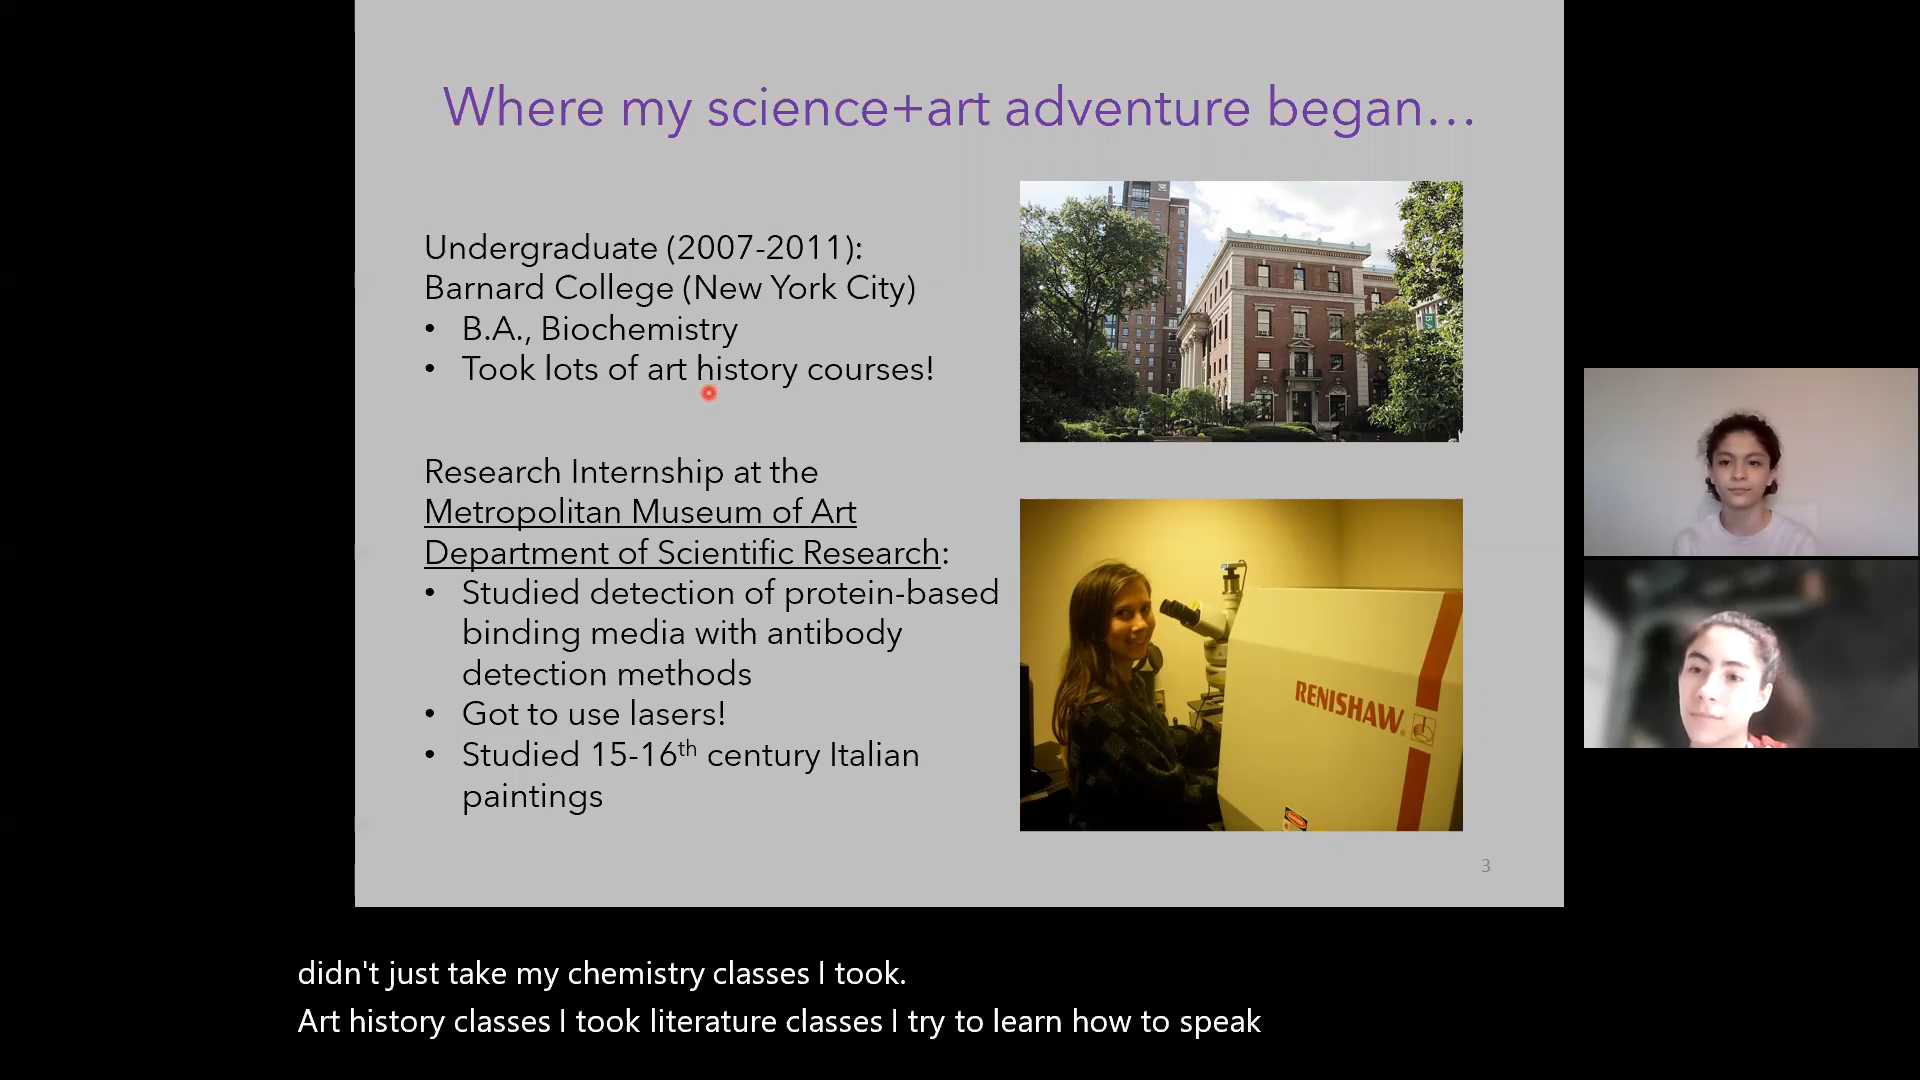 Where my science+art adventure began…
Undergraduate (2007-2011):
Barnard College (New York City)
• B.A., Biochemistry
• Took lots of art history courses!
Research Internship at the
Metropolitan Museum of Art
Department of Scientific Research:
• Studied detection of protein-based
binding media with antibody
detection methods
• Got to use lasers!
• Studied 15-16th century Italian
paintings
RENISHAW
3
didn't just take my chemistry classes I took.
Art history classes I took literature classes I try to learn how to speak